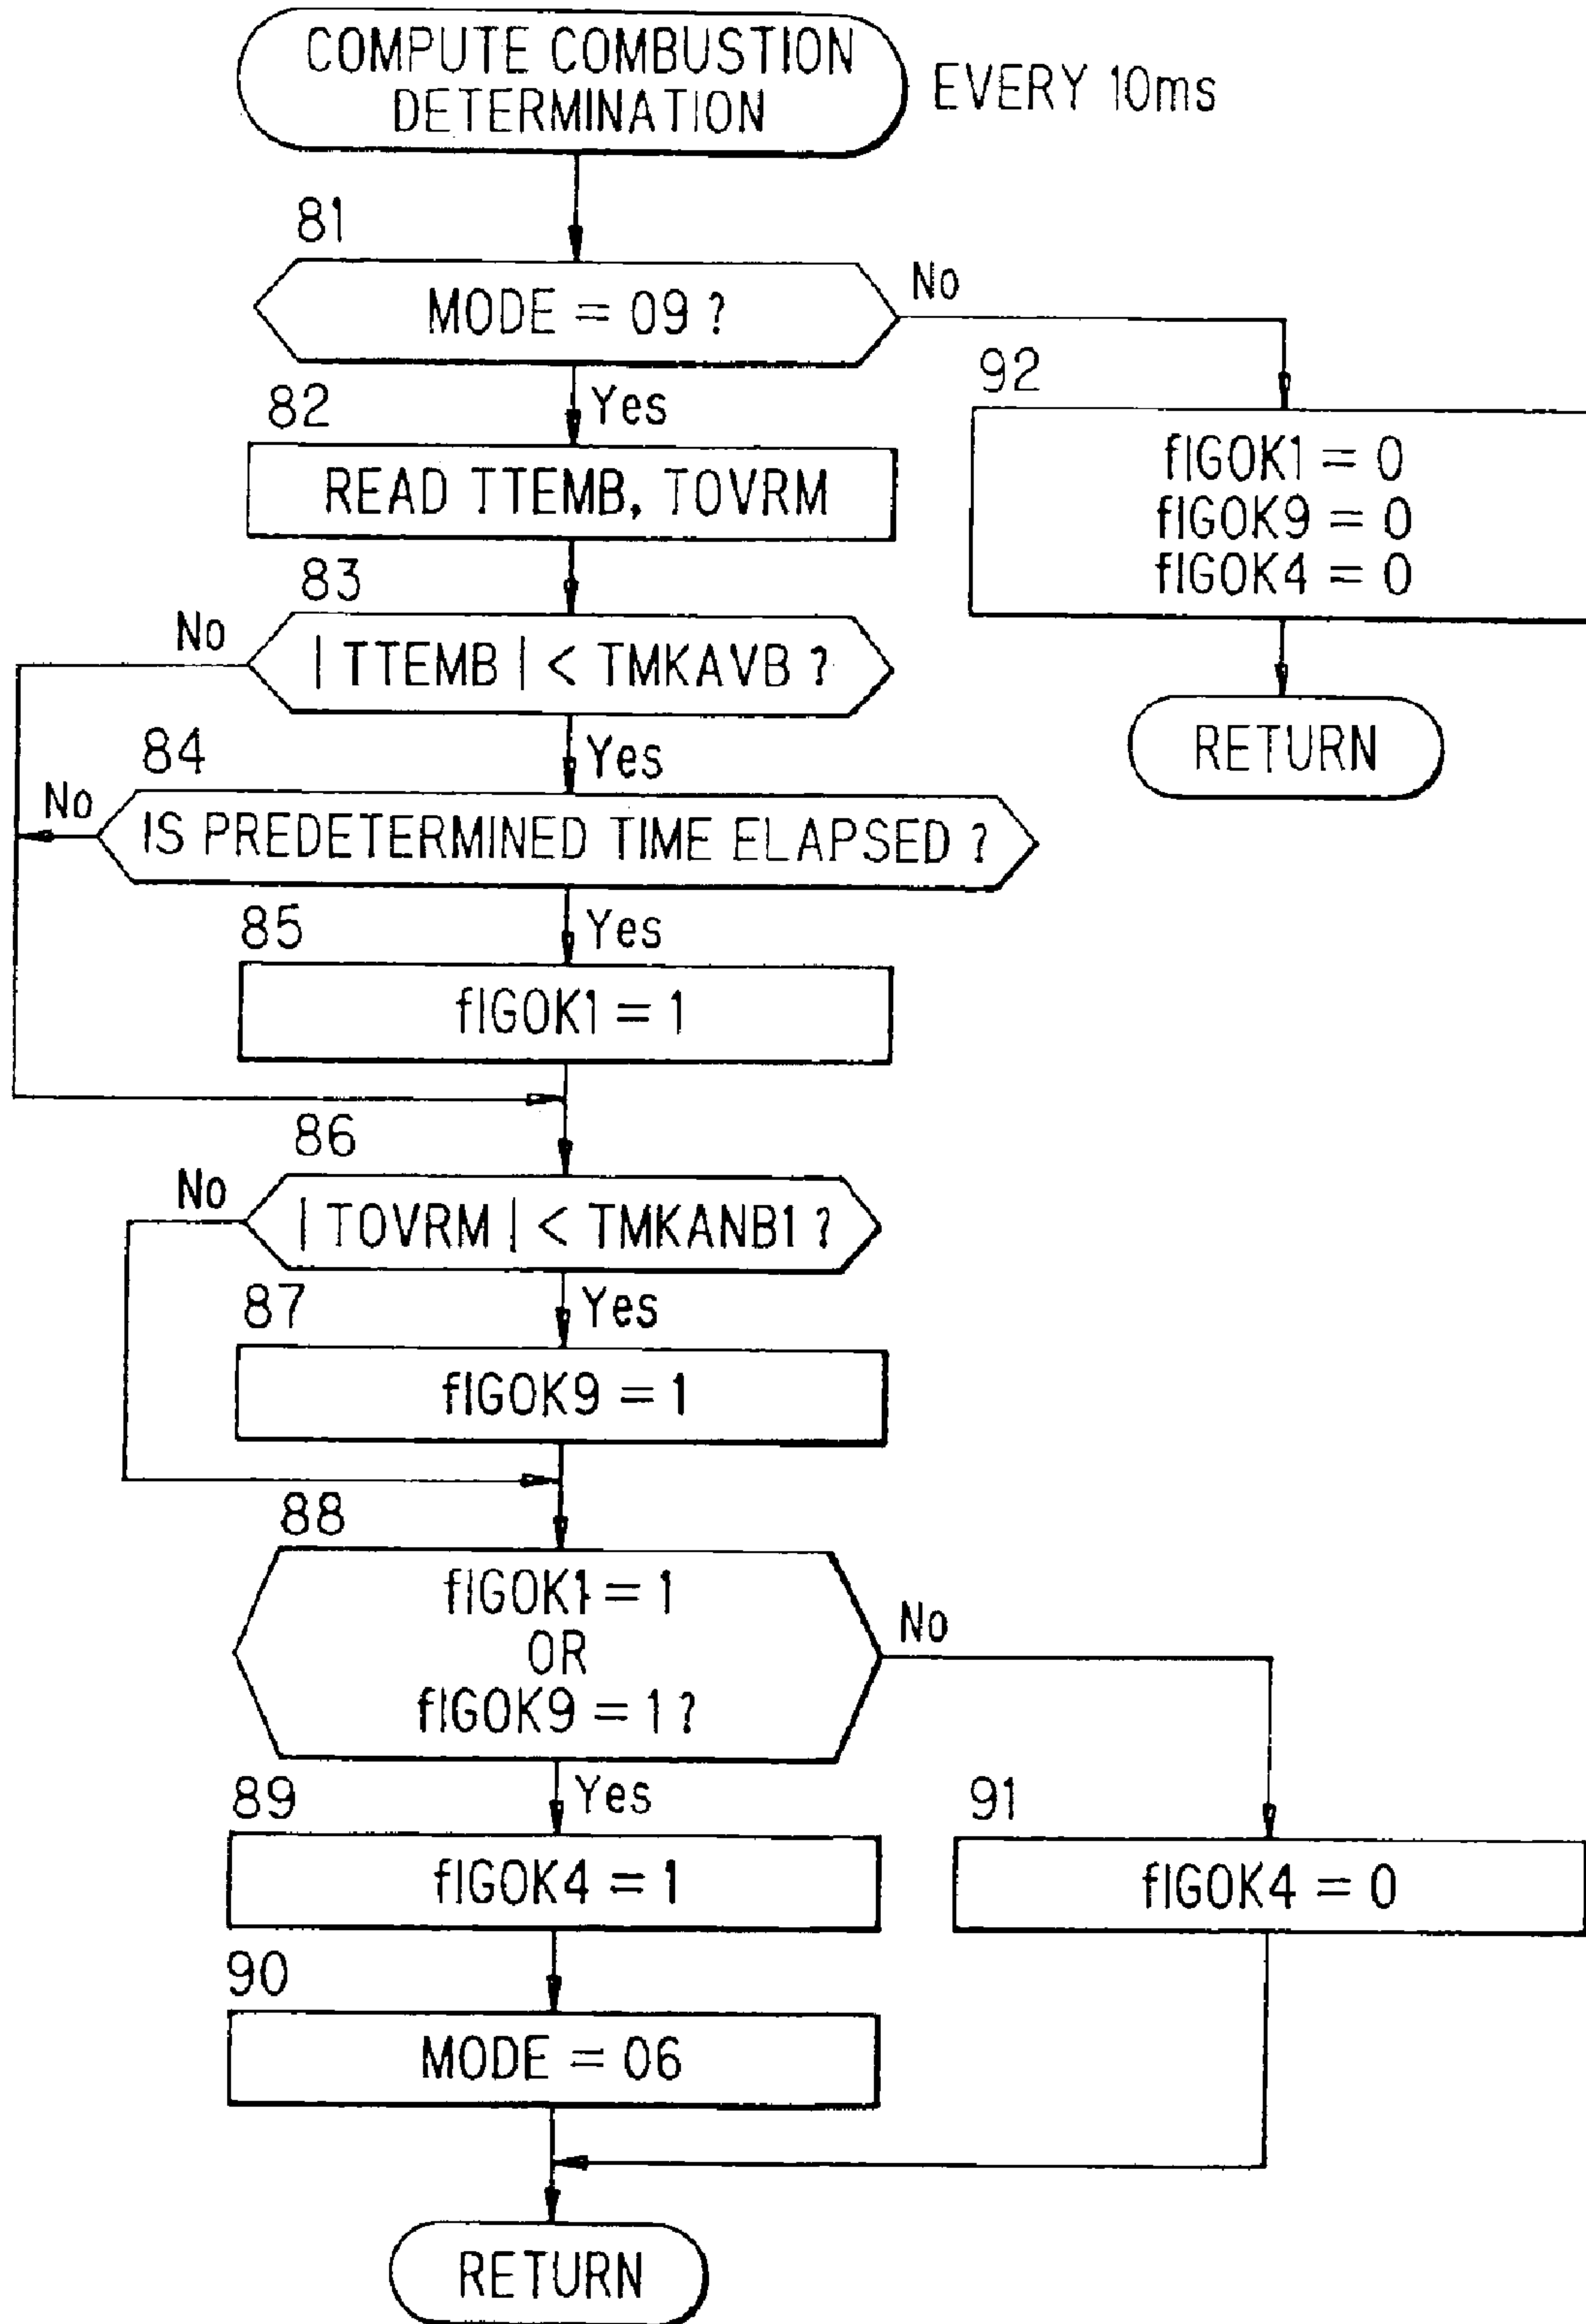 COMPUTE COMBUSTION
DETERMINATION
EVERY 10ms
81
MODE = 09 ?
No
Yes
92
fIGOK1 = 0
fIGOK9 = 0
fIGOK4 = 0
RETURN
82
READ TTEMB, TOVRM
83
No
| TTEMB | < TMKAVB ?
Yes
84
No
IS PREDETERMINED TIME ELAPSED ?
Yes
85
fIGOK1 = 1
86
No
| TOVRM | < TMKANB1 ?
Yes
87
fIGOK9 = 1
88
fIGOK1 = 1
OR
fIGOK9 = 1 ?
No
Yes
89
fIGOK4 = 1
91
fIGOK4 = 0
90
MODE = 06
RETURN